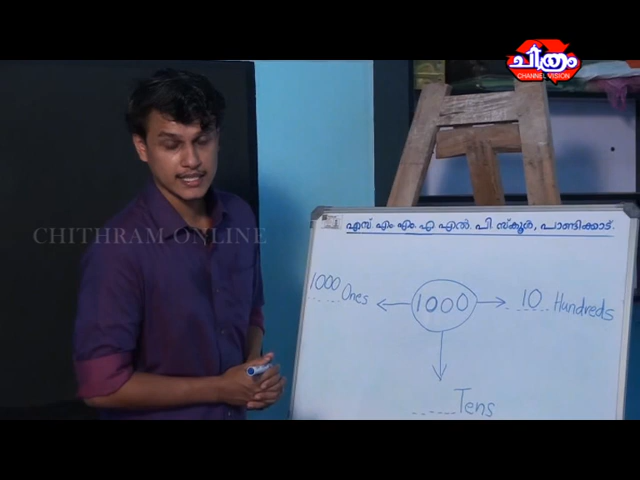 ചിത്രം
CHANNEL VISION
CHITHRAM ONLINE
എസ് എം എം. എ എൽ. പി സ്കൂൾ, പാണ്ടിക്കാട്.
1000 Ones
1000
10 Hundreds
Tens